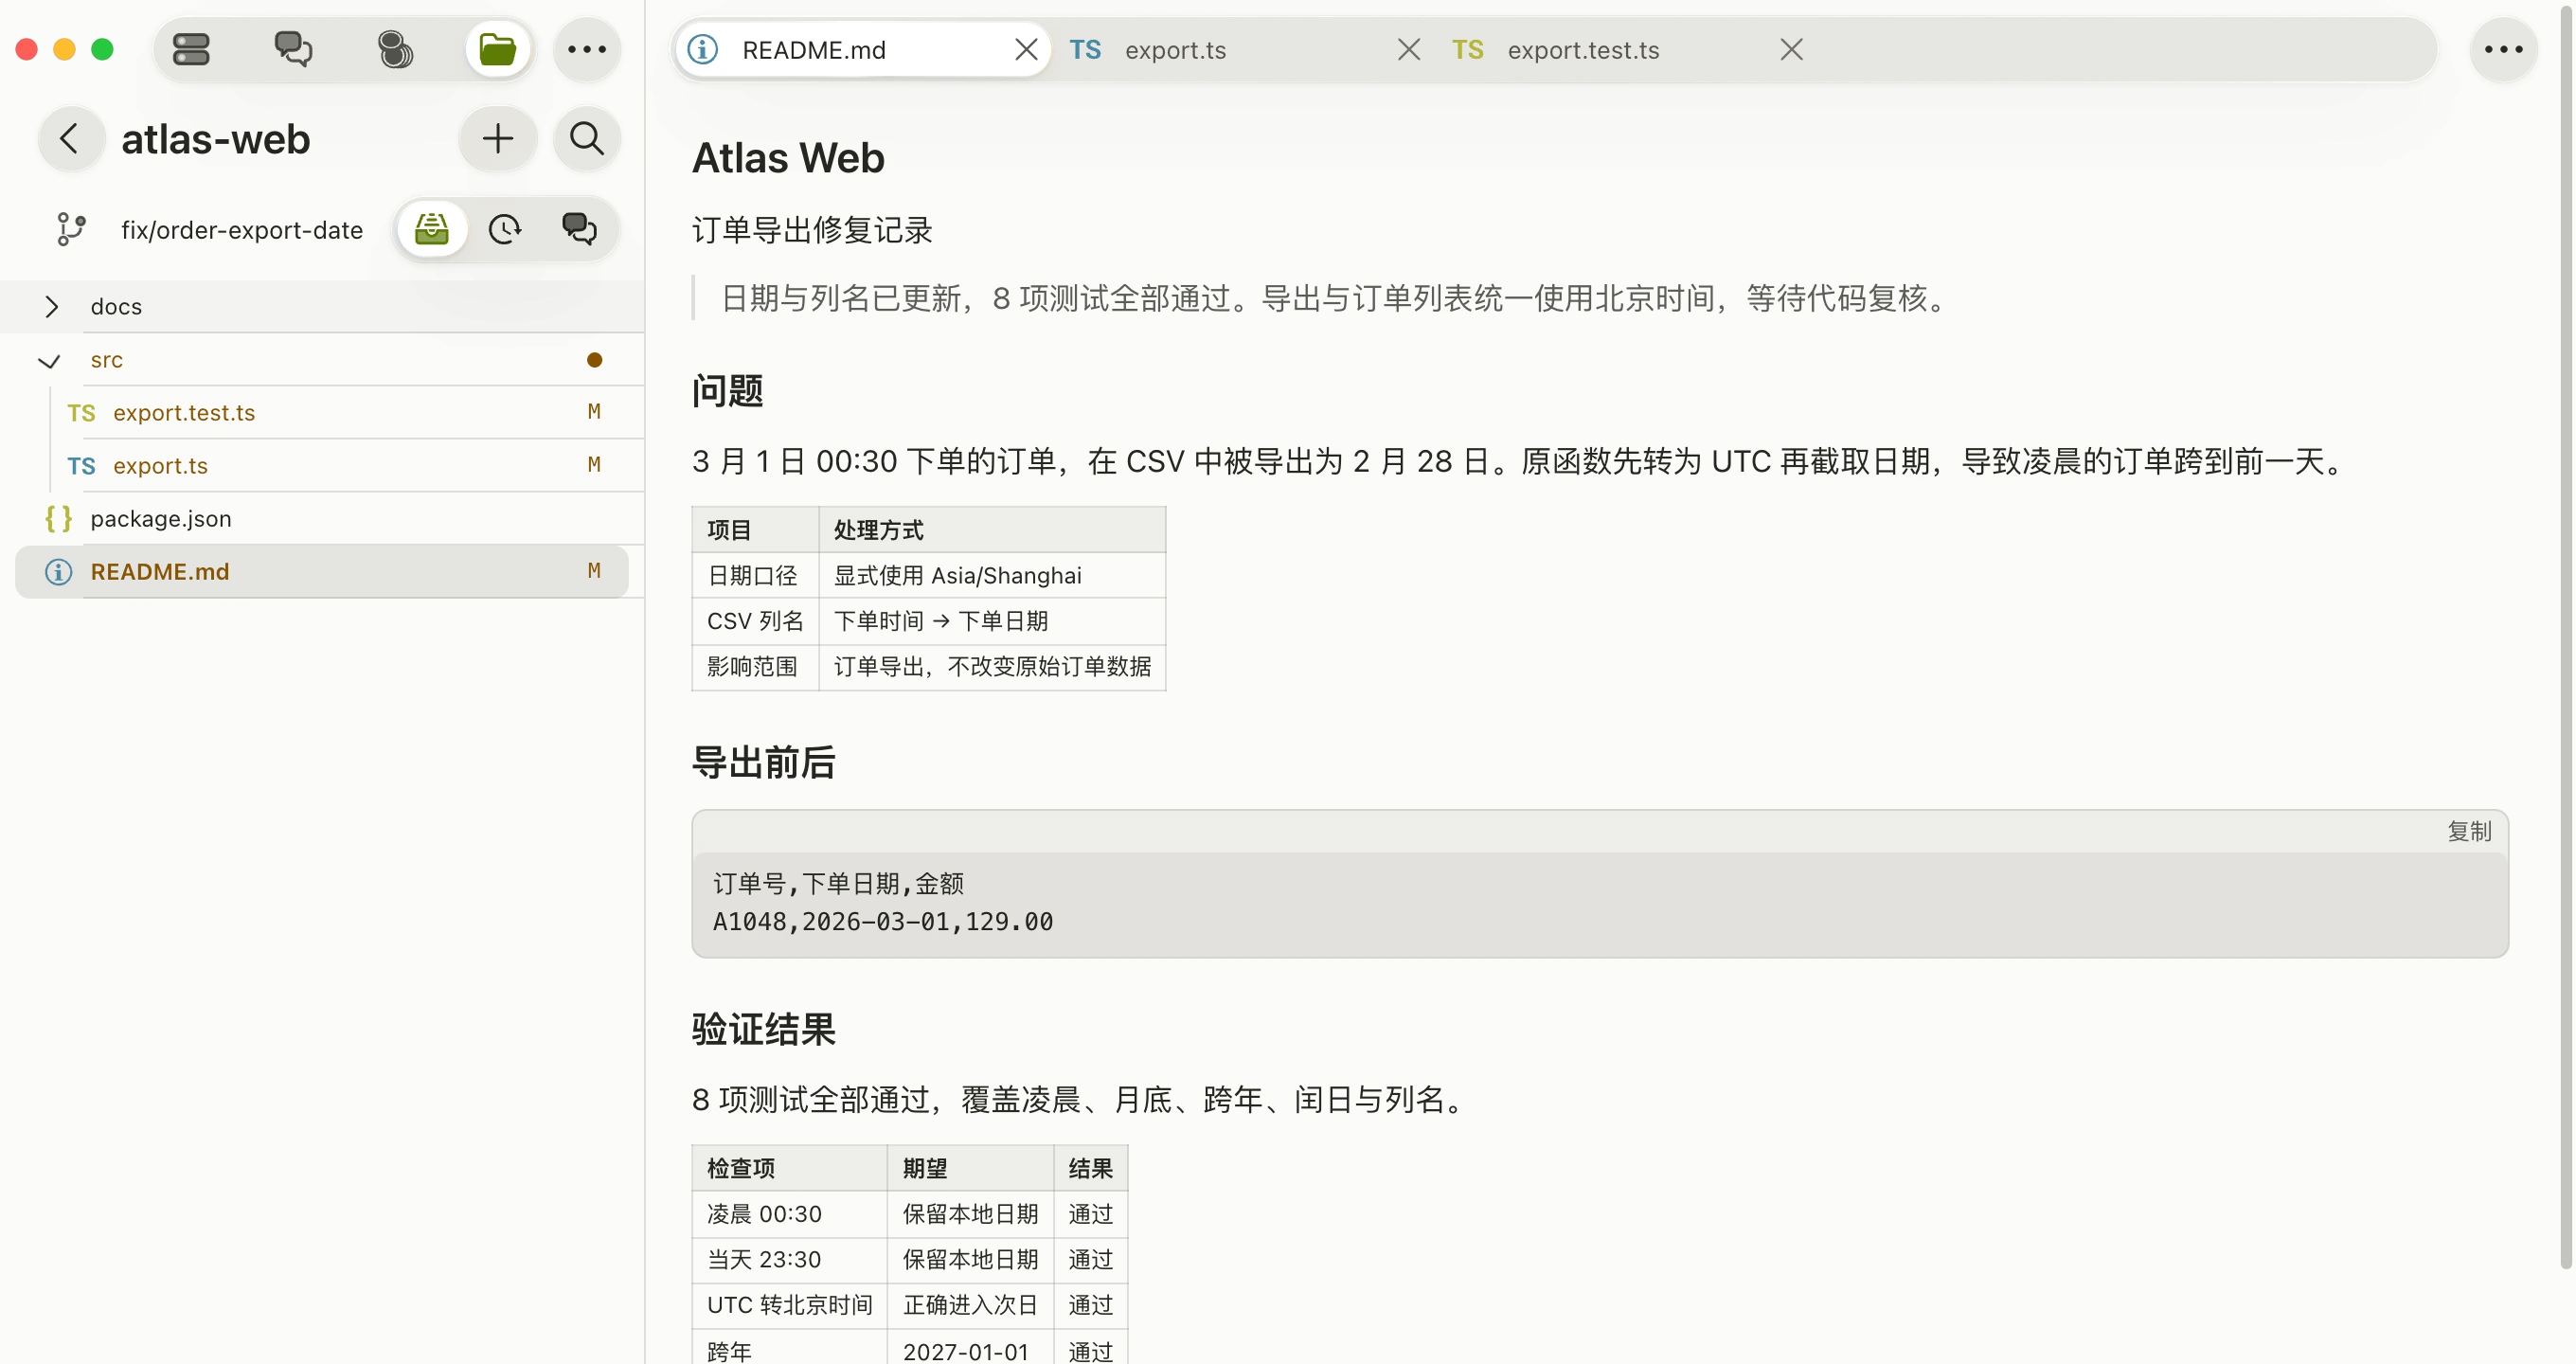 README.md
TS export.ts
TS export.test.ts
atlas-web
fix/order-export-date
docs
src
TS export.test.ts M
TS export.ts M
{ } package.json
README.md M
Atlas Web
订单导出修复记录
日期与列名已更新，8 项测试全部通过。导出与订单列表统一使用北京时间，等待代码复核。
问题
3 月 1 日 00:30 下单的订单，在 CSV 中被导出为 2 月 28 日。原函数先转为 UTC 再截取日期，导致凌晨的订单跨到前一天。
项目 处理方式
日期口径 显式使用 Asia/Shanghai
CSV 列名 下单时间 → 下单日期
影响范围 订单导出，不改变原始订单数据
导出前后
复制
订单号,下单日期,金额
A1048,2026-03-01,129.00
验证结果
8 项测试全部通过，覆盖凌晨、月底、跨年、闰日与列名。
检查项 期望 结果
凌晨 00:30 保留本地日期 通过
当天 23:30 保留本地日期 通过
UTC 转北京时间 正确进入次日 通过
跨年 2027-01-01 通过